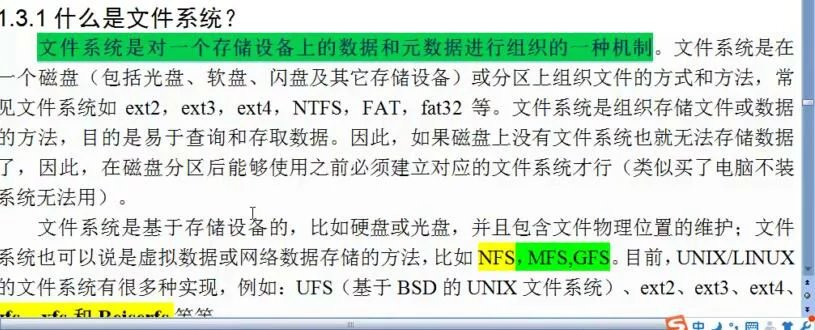 1.3.1 什么是文件系统？
文件系统是对一个存储设备上的数据和元数据进行组织的一种机制。文件系统是在
一个磁盘（包括光盘、软盘、闪盘及其它存储设备）或分区上组织文件的方式和方法，常
见文件系统如 ext2，ext3，ext4，NTFS，FAT，fat32 等。文件系统是组织存储文件或数据
的方法，目的是易于查询和存取数据。因此，如果磁盘上没有文件系统也就无法存储数据
了，因此，在磁盘分区后能够使用之前必须建立对应的文件系统才行（类似买了电脑不装
系统无法用）。
文件系统是基于存储设备的，比如硬盘或光盘，并且包含文件物理位置的维护；文件
系统也可以说是虚拟数据或网络数据存储的方法，比如 NFS，MFS,GFS。目前，UNIX/LINUX
的文件系统有很多种实现，例如：UFS（基于 BSD 的 UNIX 文件系统）、ext2、ext3、ext4、
xfs 和 Reiserfs 等等
中